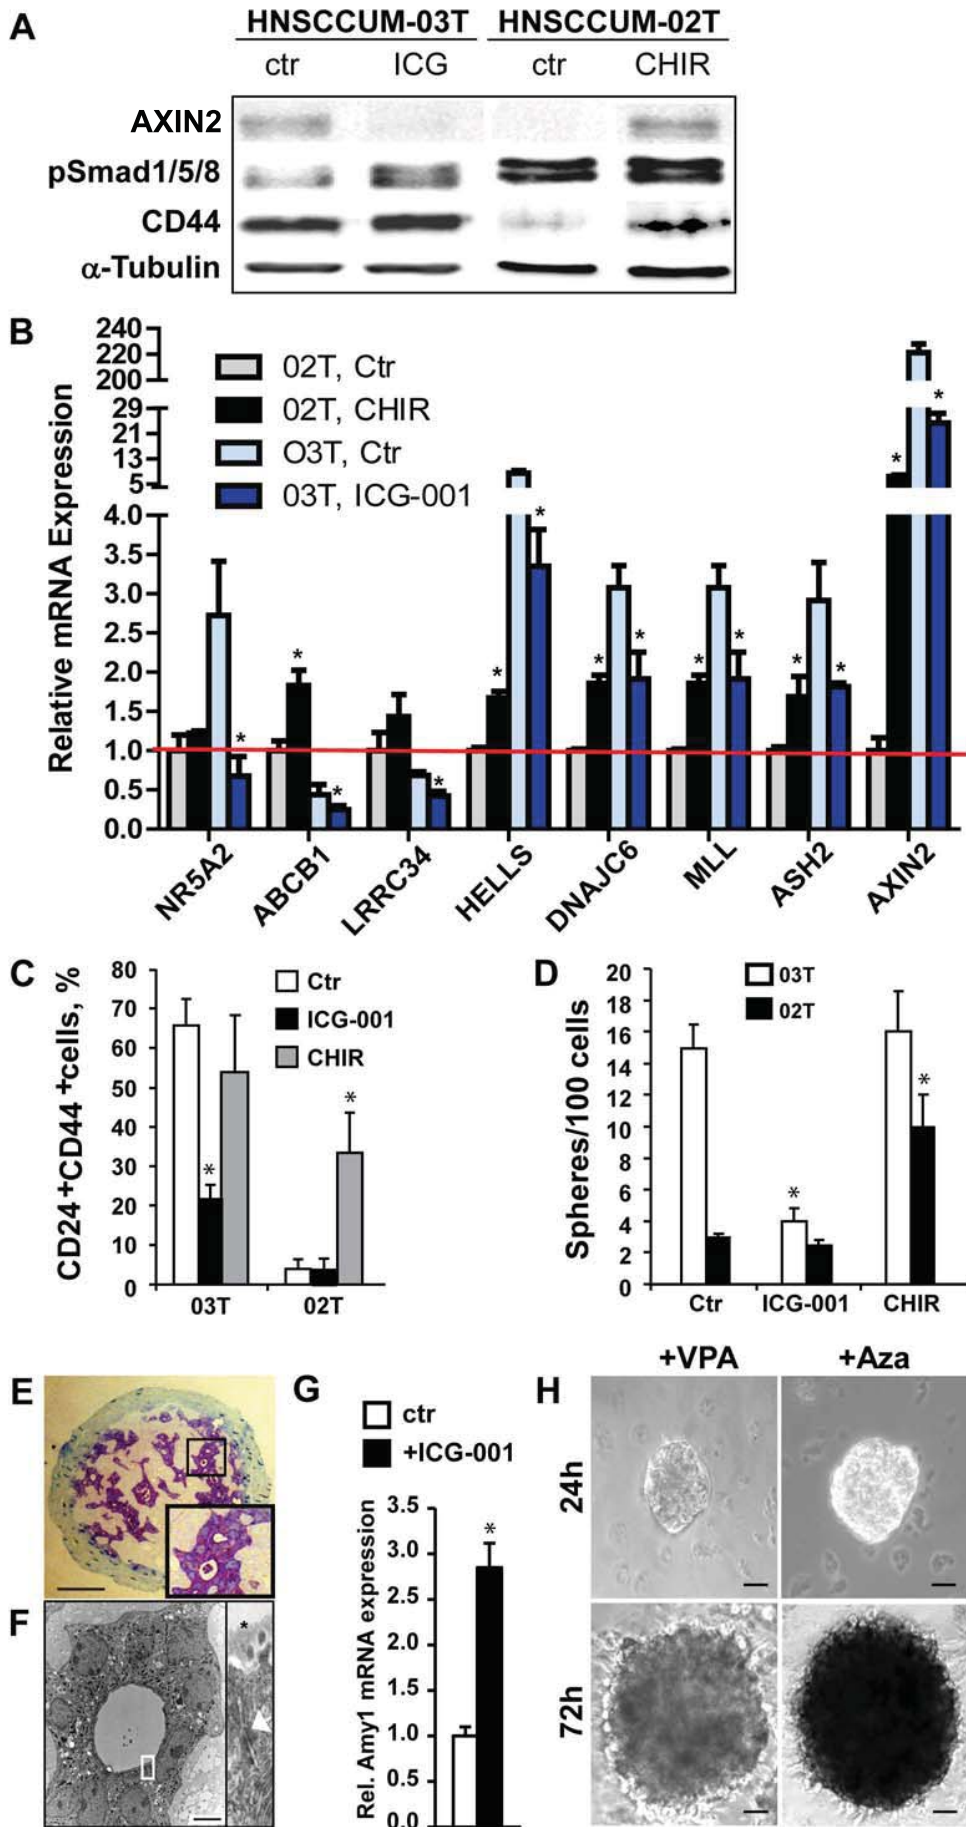 A
HNSCCUM-03T HNSCCUM-02T
ctr ICG ctr CHIR
AXIN2
pSmad1/5/8
CD44
α-Tubulin
B
Relative mRNA Expression
240
220
200
29
21
13
5
4.0
3.5
3.0
2.5
2.0
1.5
1.0
0.5
0.0
02T, Ctr
02T, CHIR
O3T, Ctr
03T, ICG-001
* * * * * * * * * * * * * *
NR5A2 ABCB1 LRRC34 HELLS DNAJC6 MLL ASH2 AXIN2
C
CD24+CD44+cells, %
80
70
60
50
40
30
20
10
0
Ctr
ICG-001
CHIR
* *
03T 02T
D
Spheres/100 cells
20
18
16
14
12
10
8
6
4
2
0
03T
02T
* *
Ctr ICG-001 CHIR
E
F
*
G
ctr
+ICG-001
Rel. Amy1 mRNA expression
3.5
3.0
2.5
2.0
1.5
1.0
0.5
0.0
*
H
+VPA +Aza
24h
72h